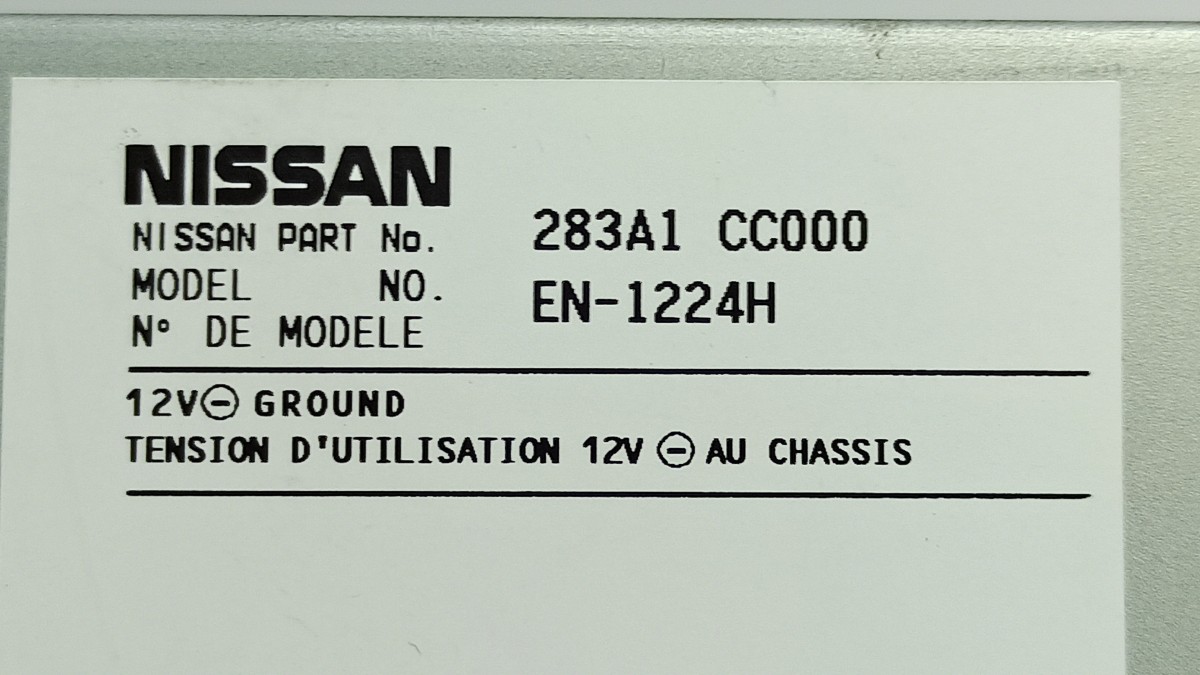 NISSAN
NISSAN PART No. 283A1 CC000
MODEL NO. EN-1224H
N° DE MODELE
12V⊖ GROUND
TENSION D'UTILISATION 12V ⊖ AU CHASSIS